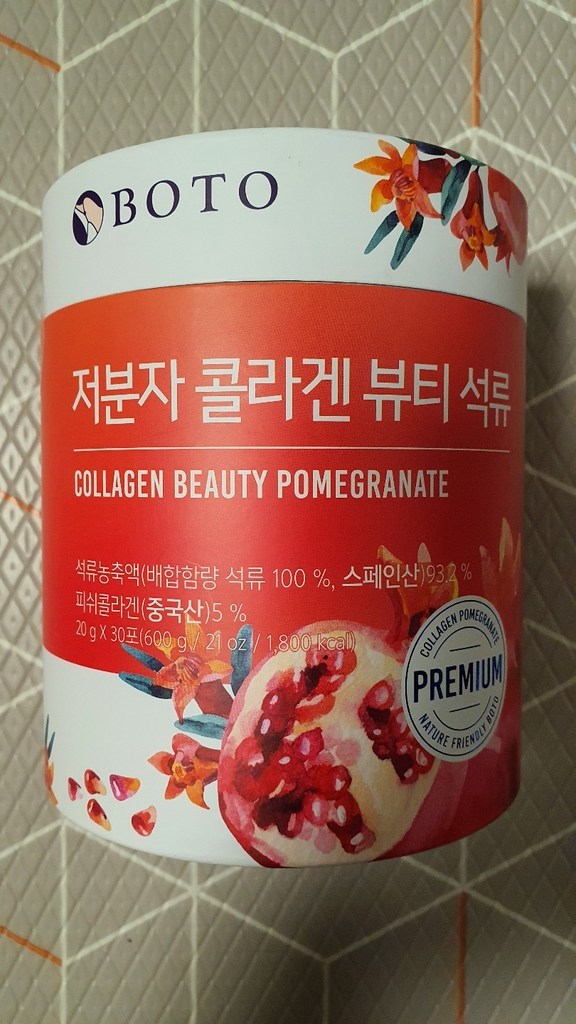 BOTO
저분자 콜라겐 뷰티 석류
COLLAGEN BEAUTY POMEGRANATE
석류농축액(배합함량 석류 100 %, 스페인산)93.2 %
피쉬콜라겐(중국산)5 %
20 g X 30포(600 g / 21 oz / 1,800 kcal)
COLLAGEN POMEGRANATE
PREMIUM
NATURE FRIENDLY BOTO